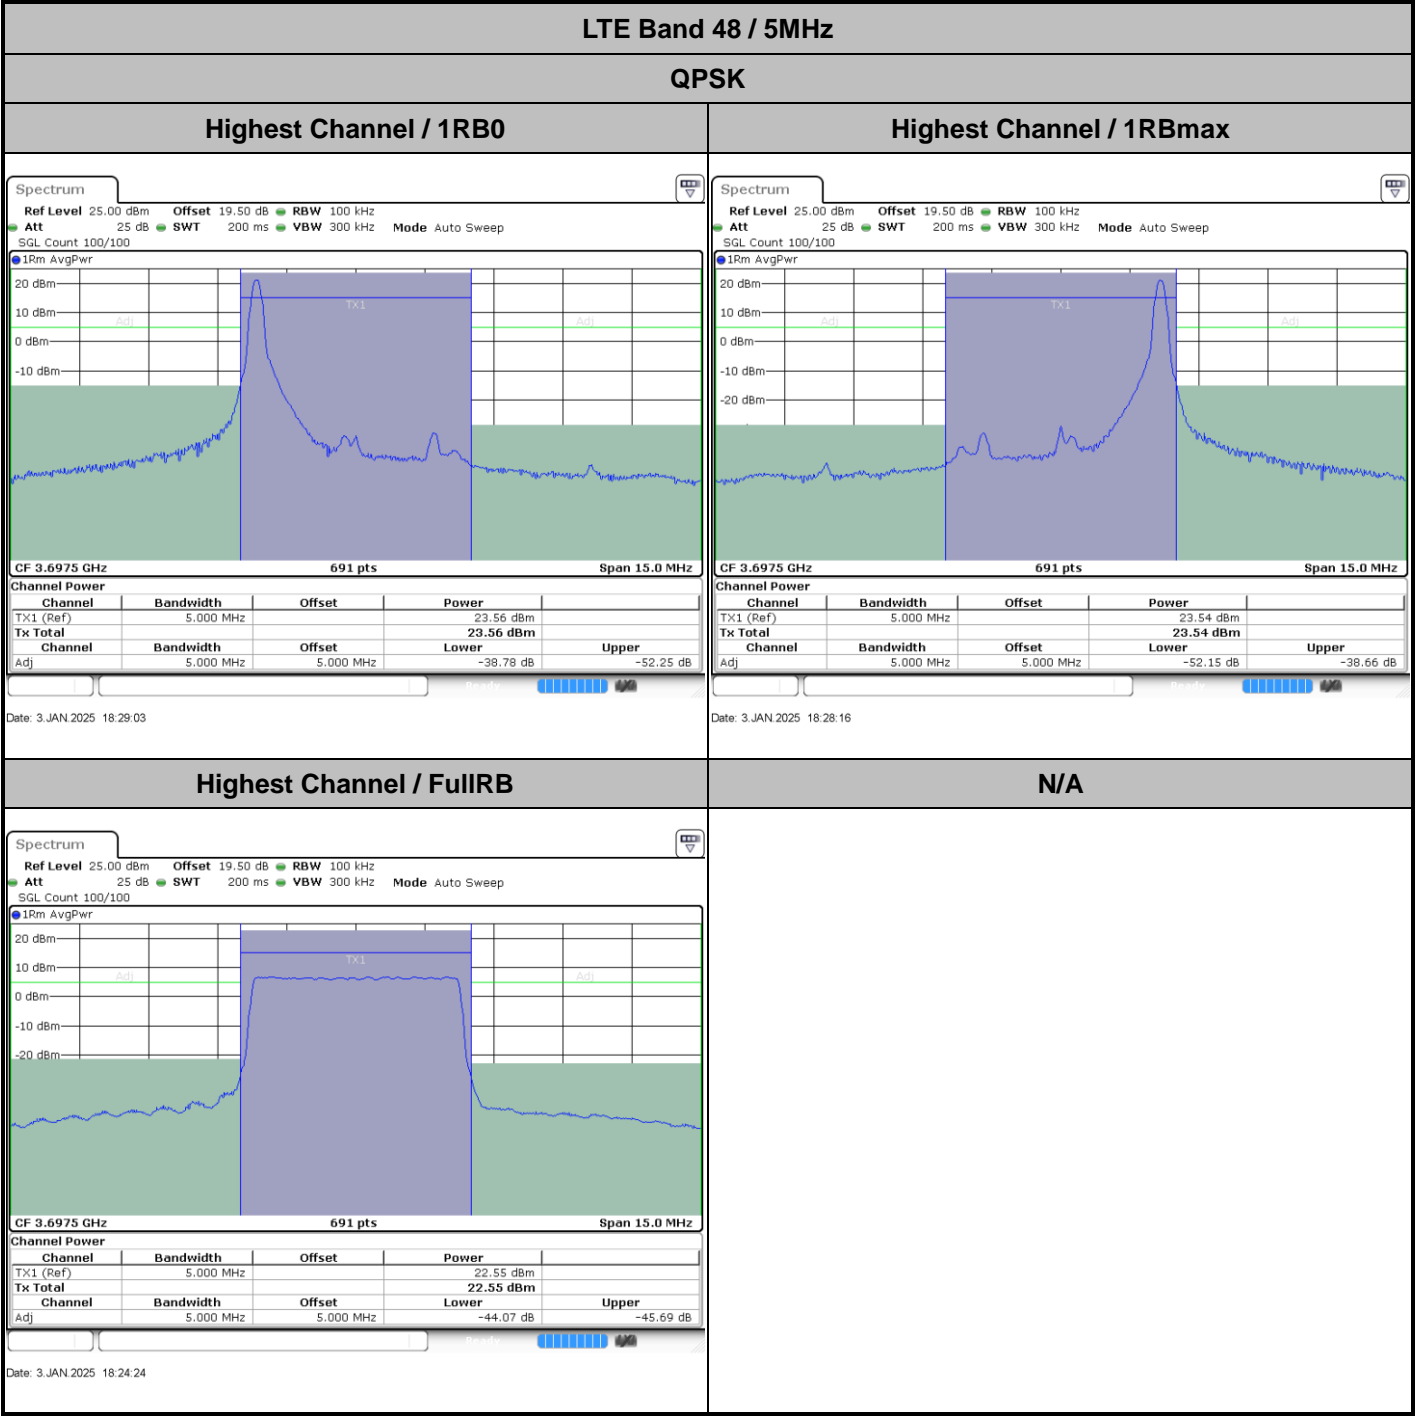 LTE Band 48 / 5MHz
QPSK
Highest Channel / 1RB0
Highest Channel / 1RBmax
Spectrum
Ref Level 25.00 dBm Offset 19.50 dB RBW 100 kHz
Att 25 dB SWT 200 ms VBW 300 kHz Mode Auto Sweep
SGL Count 100/100
1Rm AvgPwr
20 dBm
10 dBm
0 dBm
-10 dBm
Adj
TX1
Adj
CF 3.6975 GHz 691 pts Span 15.0 MHz
Channel Power
Channel Bandwidth Offset Power
TX1 (Ref) 5.000 MHz 23.56 dBm
Tx Total 23.56 dBm
Channel Bandwidth Offset Lower Upper
Adj 5.000 MHz 5.000 MHz -38.78 dB -52.25 dB
Ready
Date: 3.JAN.2025 18:29:03
Spectrum
Ref Level 25.00 dBm Offset 19.50 dB RBW 100 kHz
Att 25 dB SWT 200 ms VBW 300 kHz Mode Auto Sweep
SGL Count 100/100
1Rm AvgPwr
20 dBm
10 dBm
0 dBm
-10 dBm
-20 dBm
Adj
TX1
Adj
CF 3.6975 GHz 691 pts Span 15.0 MHz
Channel Power
Channel Bandwidth Offset Power
TX1 (Ref) 5.000 MHz 23.54 dBm
Tx Total 23.54 dBm
Channel Bandwidth Offset Lower Upper
Adj 5.000 MHz 5.000 MHz -52.15 dB -38.66 dB
Ready
Date: 3.JAN.2025 18:28:16
Highest Channel / FullRB
N/A
Spectrum
Ref Level 25.00 dBm Offset 19.50 dB RBW 100 kHz
Att 25 dB SWT 200 ms VBW 300 kHz Mode Auto Sweep
SGL Count 100/100
1Rm AvgPwr
20 dBm
10 dBm
0 dBm
-10 dBm
-20 dBm
Adj
TX1
Adj
CF 3.6975 GHz 691 pts Span 15.0 MHz
Channel Power
Channel Bandwidth Offset Power
TX1 (Ref) 5.000 MHz 22.55 dBm
Tx Total 22.55 dBm
Channel Bandwidth Offset Lower Upper
Adj 5.000 MHz 5.000 MHz -44.07 dB -45.69 dB
Ready
Date: 3.JAN.2025 18:24:24